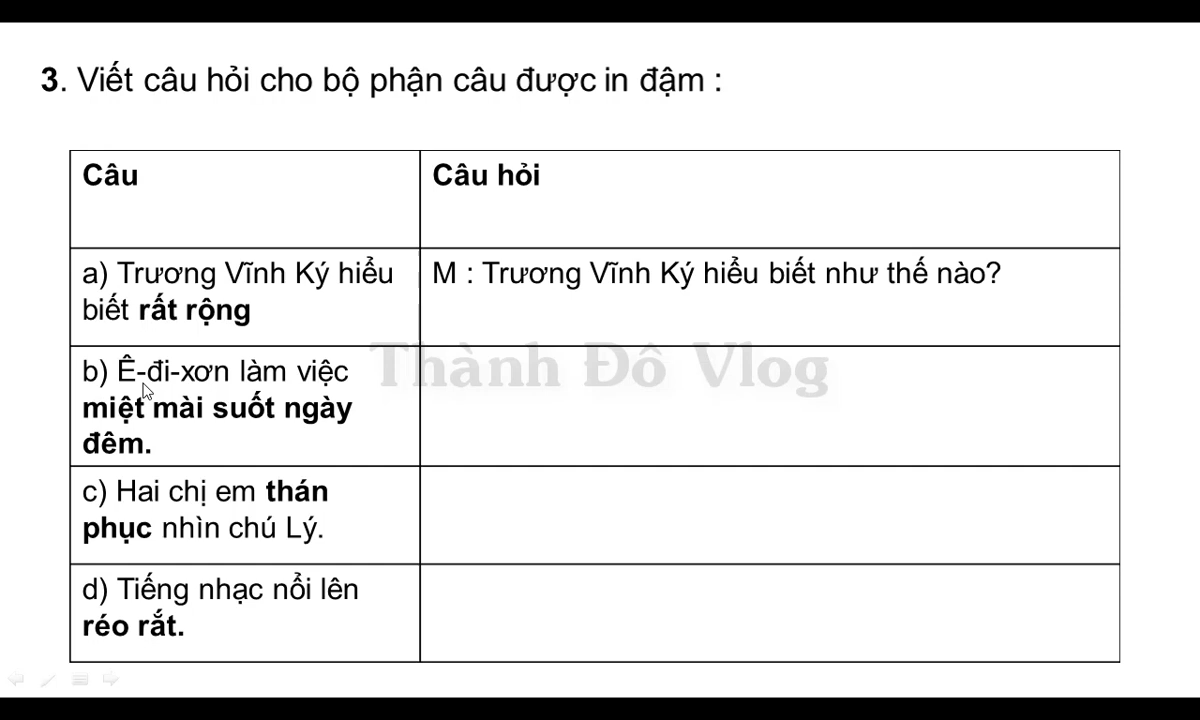 3. Viết câu hỏi cho bộ phận câu được in đậm :
Câu
Câu hỏi
a) Trương Vĩnh Ký hiểu
biết rất rộng
M : Trương Vĩnh Ký hiểu biết như thế nào?
Thành Đô Vlog
b) Ê-đi-xơn làm việc
miệt mài suốt ngày
đêm.
c) Hai chị em thán
phục nhìn chú Lý.
d) Tiếng nhạc nổi lên
réo rắt.